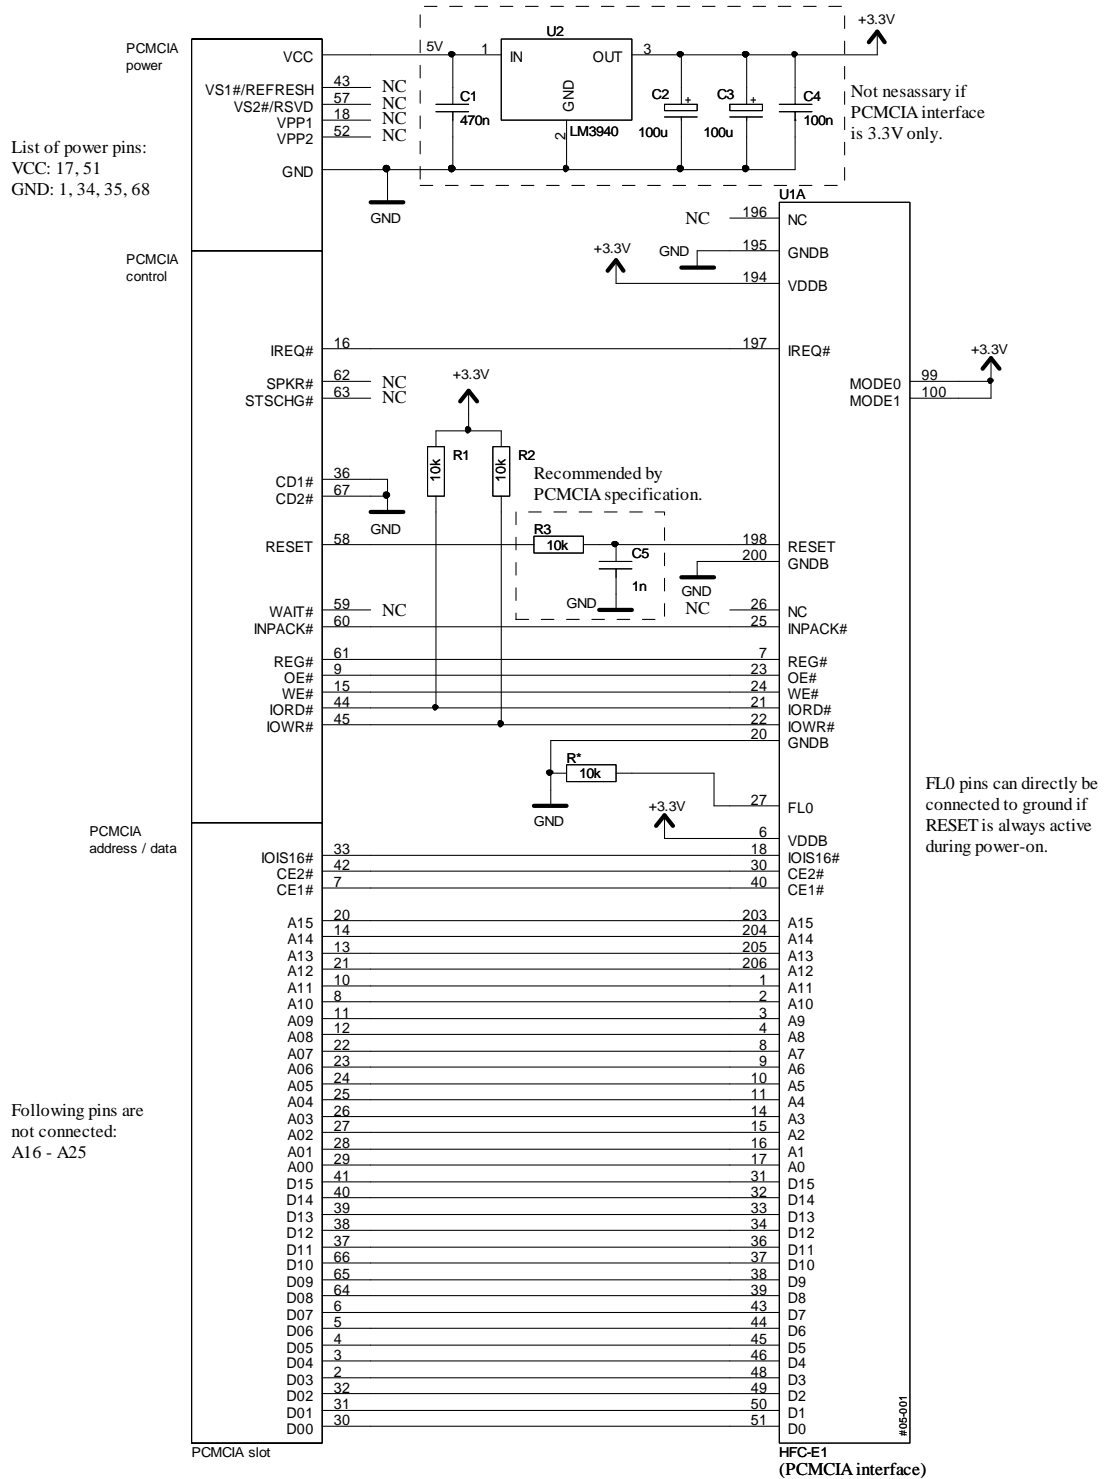 PCMCIA
power
List of power pins:
VCC: 17, 51
GND: 1, 34, 35, 68
VCC
VS1#/REFRESH 43 NC
VS2#/RSVD 57 NC
VPP1 18 NC
VPP2 52 NC
GND
GND
5V
C1
470n
U2
1 IN OUT 3
GND
2
LM3940
C2
+
100u
C3
+
100u
C4
100n
+3.3V
Not nesassary if
PCMCIA interface
is 3.3V only.
U1A
NC 196 NC
GND 195 GNDB
+3.3V 194 VDDB
PCMCIA
control
IREQ# 16 197 IREQ#
SPKR# 62 NC
STSCHG# 63 NC
+3.3V
R1
10k
R2
10k
+3.3V
MODE0 99
MODE1 100
CD1# 36
CD2# 67
GND
Recommended by
PCMCIA specification.
RESET 58 R3 10k 198 RESET
C5
1n
GND
200 GNDB
GND
WAIT# 59 NC NC 26 NC
INPACK# 60 25 INPACK#
REG# 61 7 REG#
OE# 9 23 OE#
WE# 15 24 WE#
IORD# 44 21 IORD#
IOWR# 45 22 IOWR#
20 GNDB
R*
10k
GND
27 FL0
FL0 pins can directly be
connected to ground if
RESET is always active
during power-on.
+3.3V
6 VDDB
PCMCIA
address / data
IOIS16# 33 18 IOIS16#
CE2# 42 30 CE2#
CE1# 7 40 CE1#
A15 20 203 A15
A14 14 204 A14
A13 13 205 A13
A12 21 206 A12
A11 10 1 A11
A10 8 2 A10
A09 11 3 A9
A08 12 4 A8
A07 22 8 A7
A06 23 9 A6
A05 24 10 A5
A04 25 11 A4
A03 26 14 A3
A02 27 15 A2
A01 28 16 A1
A00 29 17 A0
Following pins are
not connected:
A16 - A25
D15 41 31 D15
D14 40 32 D14
D13 39 33 D13
D12 38 34 D12
D11 37 36 D11
D10 66 37 D10
D09 65 38 D9
D08 64 39 D8
D07 6 43 D7
D06 5 44 D6
D05 4 45 D5
D04 3 46 D4
D03 2 48 D3
D02 32 49 D2
D01 31 50 D1
D00 30 51 D0
#05-001
PCMCIA slot
HFC-E1
(PCMCIA interface)